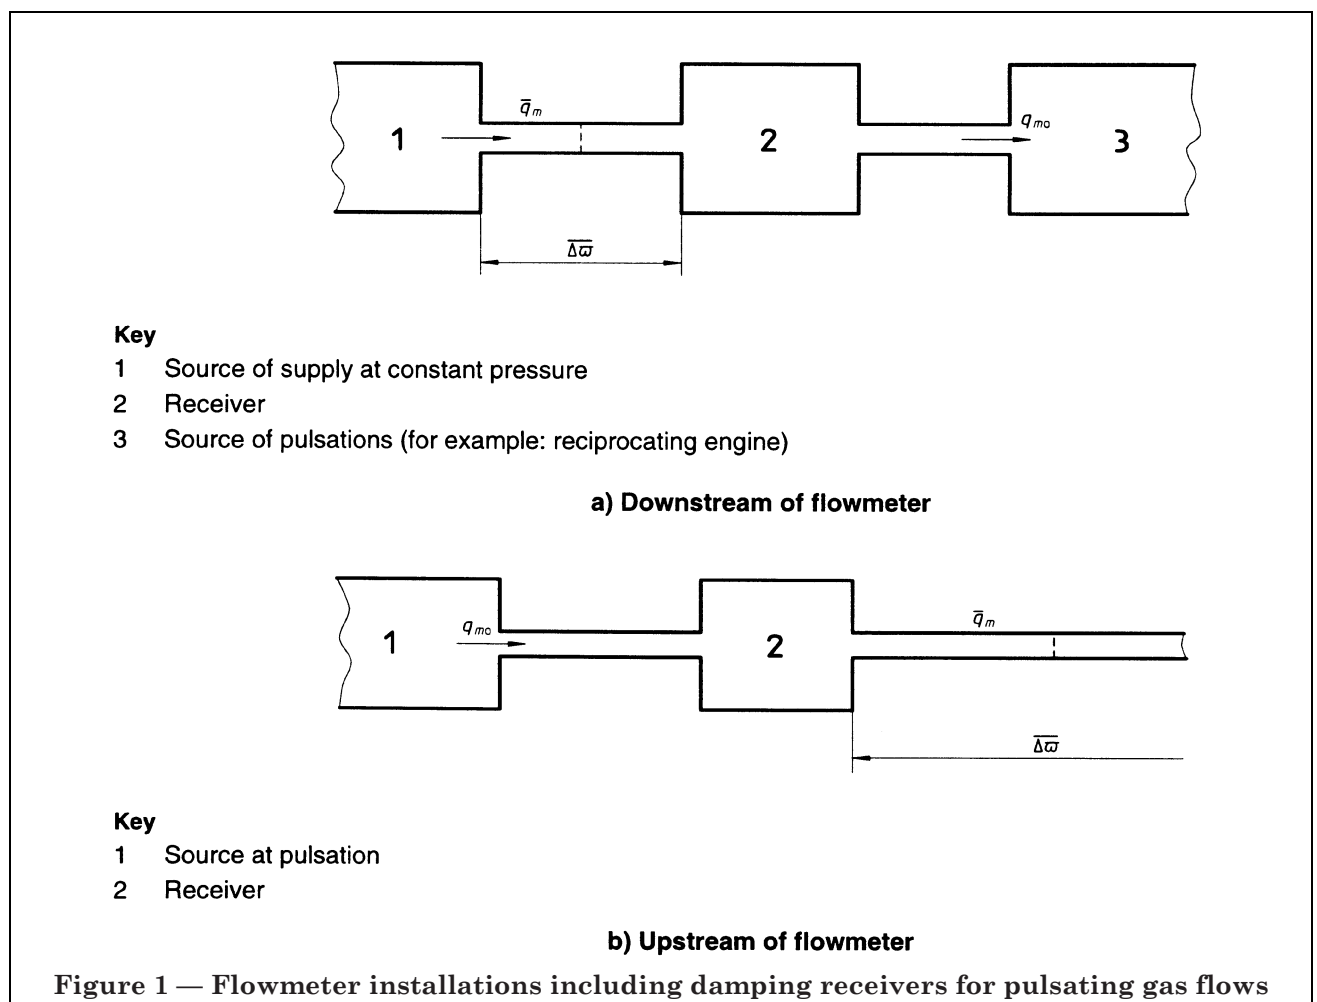 q̅m
qmo
1
2
3
Δϖ
Key
1 Source of supply at constant pressure
2 Receiver
3 Source of pulsations (for example: reciprocating engine)
a) Downstream of flowmeter
q̅m
qmo
1
2
Δϖ
Key
1 Source at pulsation
2 Receiver
b) Upstream of flowmeter
Figure 1 — Flowmeter installations including damping receivers for pulsating gas flows